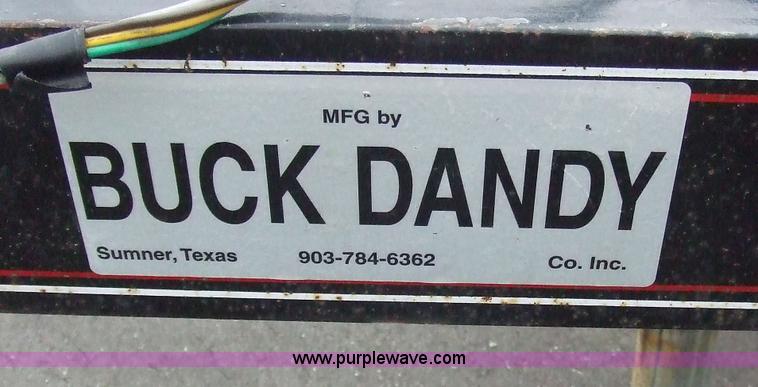 MFG by
BUCK DANDY
Sumner, Texas 903-784-6362 Co. Inc.
www.purplewave.com